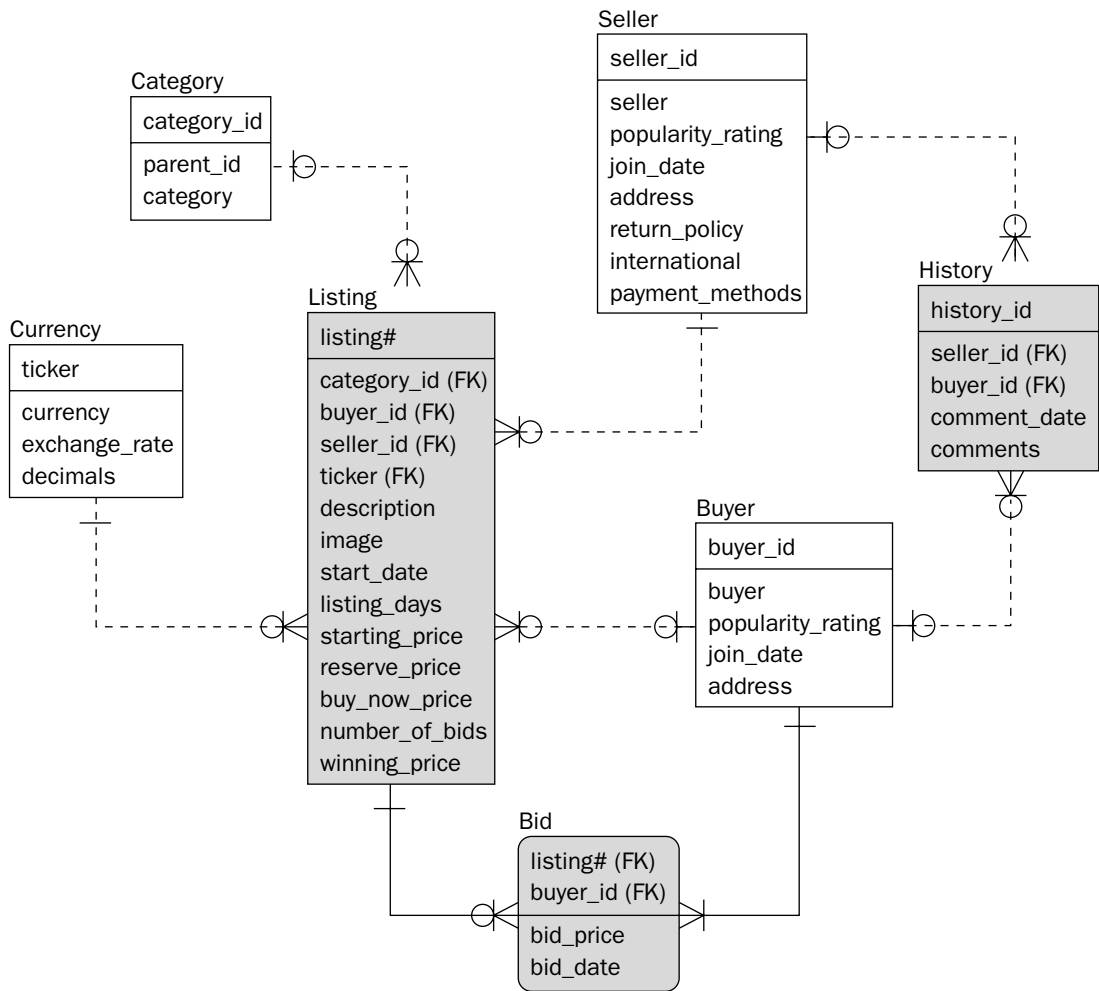 Seller
seller_id
seller
popularity_rating
join_date
address
return_policy
international
payment_methods
Category
category_id
parent_id
category
History
history_id
seller_id (FK)
buyer_id (FK)
comment_date
comments
Listing
listing#
category_id (FK)
buyer_id (FK)
seller_id (FK)
ticker (FK)
description
image
start_date
listing_days
starting_price
reserve_price
buy_now_price
number_of_bids
winning_price
Currency
ticker
currency
exchange_rate
decimals
Buyer
buyer_id
buyer
popularity_rating
join_date
address
Bid
listing# (FK)
buyer_id (FK)
bid_price
bid_date